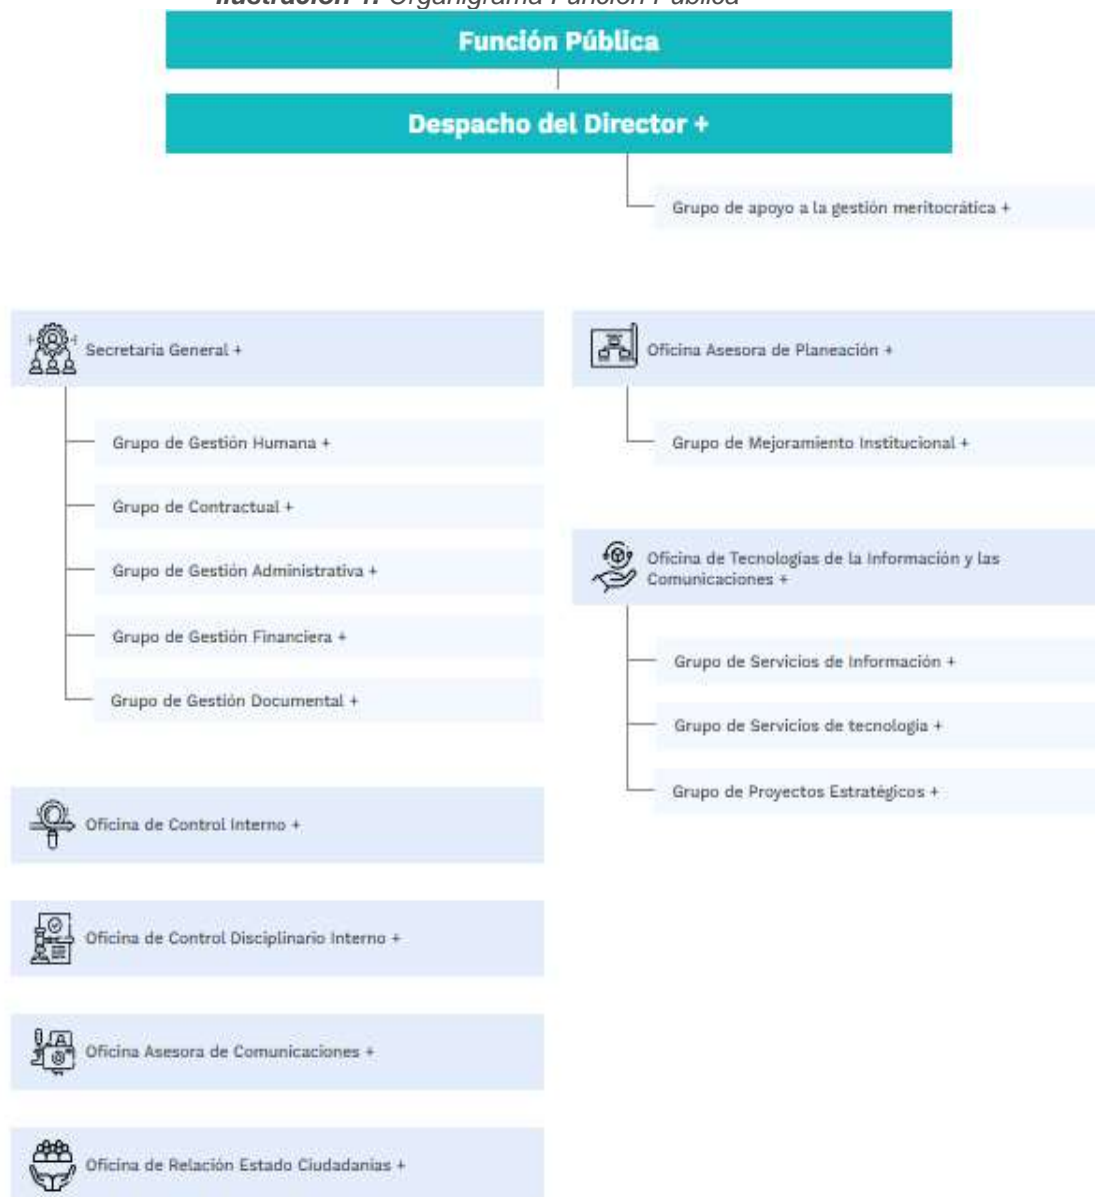 Ilustración 1. Organigrama Función Pública
Función Pública
Despacho del Director +
Grupo de apoyo a la gestión meritocrática +
Secretaría General +
Grupo de Gestión Humana +
Grupo de Contractual +
Grupo de Gestión Administrativa +
Grupo de Gestión Financiera +
Grupo de Gestión Documental +
Oficina de Control Interno +
Oficina de Control Disciplinario Interno +
Oficina Asesora de Comunicaciones +
Oficina de Relación Estado Ciudadanías +
Oficina Asesora de Planeación +
Grupo de Mejoramiento Institucional +
Oficina de Tecnologías de la Información y las
Comunicaciones +
Grupo de Servicios de Información +
Grupo de Servicios de tecnología +
Grupo de Proyectos Estratégicos +